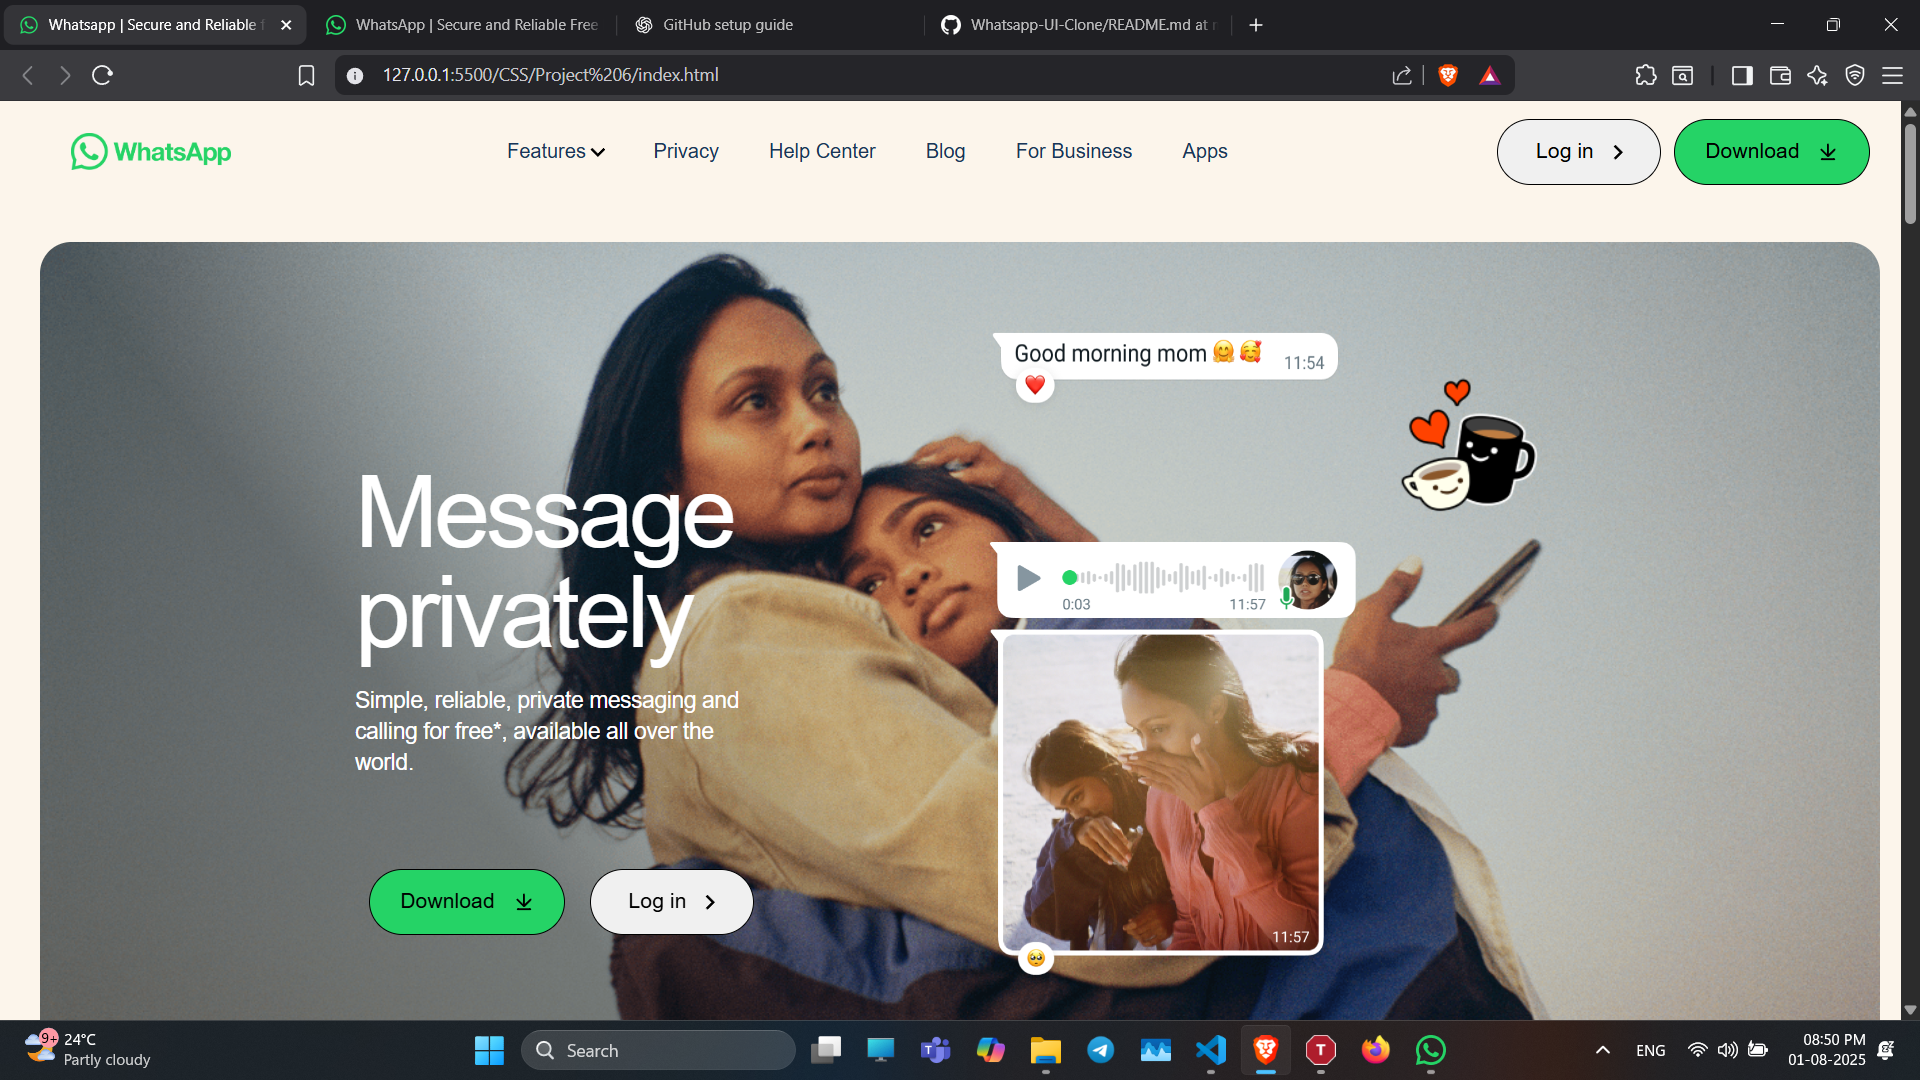 Whatsapp | Secure and Reliable f
WhatsApp | Secure and Reliable Free
GitHub setup guide
Whatsapp-UI-Clone/README.md at
127.0.0.1:5500/CSS/Project%206/index.html
WhatsApp
Features
Privacy
Help Center
Blog
For Business
Apps
Log in
Download
Good morning mom 🤗 🥰 11:54
Message
privately
0:03 11:57
Simple, reliable, private messaging and
calling for free*, available all over the
world.
Download
Log in
11:57
9+
24°C
Partly cloudy
Search
T
T
ENG
08:50 PM
01-08-2025